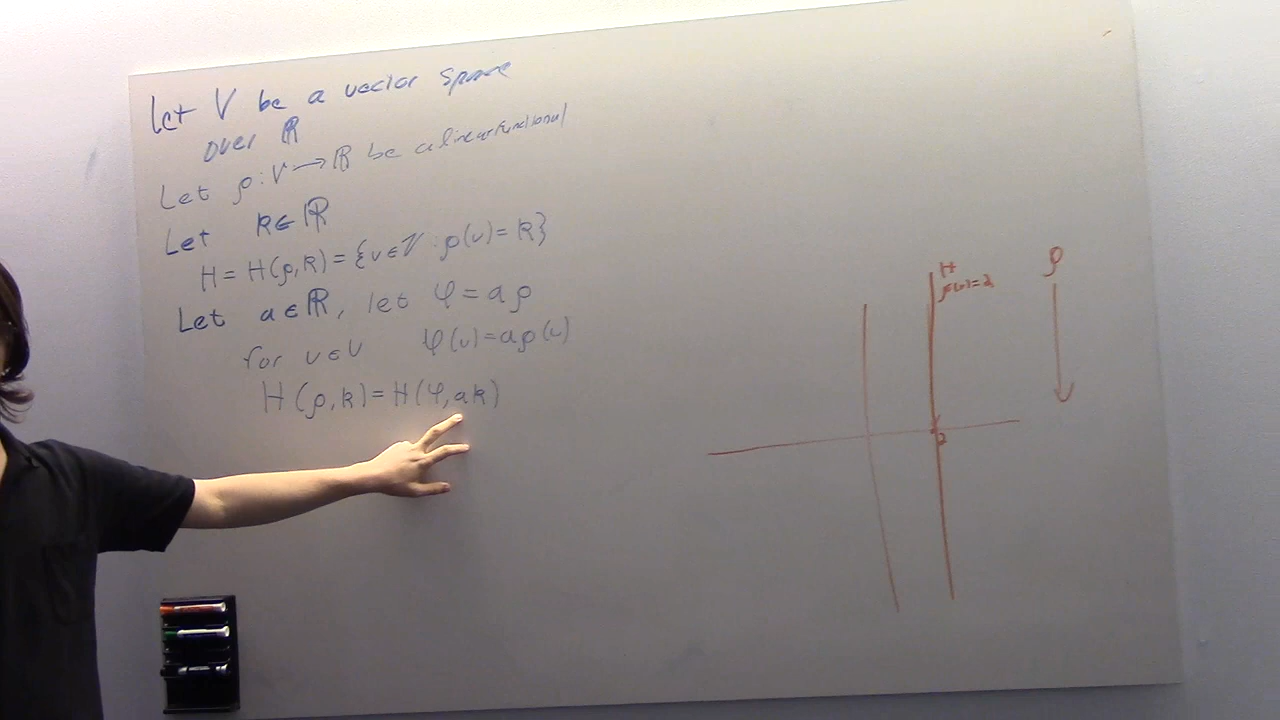 Let V be a vector space
over ℝ
Let ρ: V → ℝ be a linear functional
Let k ∈ ℝ
H = H(ρ, k) = {v ∈ V : ρ(v) = k}
Let a ∈ ℝ, let φ = aρ
for v ∈ V φ(v) = aρ(v)
H(ρ, k) = H(φ, ak)
H
ρ(v) = 2
ρ
2